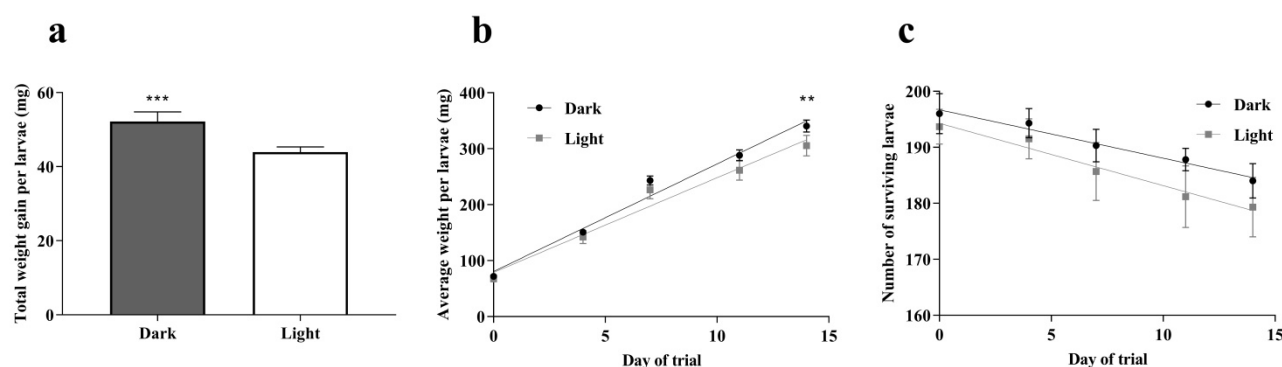 a
Total weight gain per larvae (mg)
60
40
20
0
***
Dark
Light
b
Average weight per larvae (mg)
400
300
200
100
0
Dark
Light
**
0
5
10
15
Day of trial
c
Number of surviving larvae
200
190
180
170
160
Dark
Light
0
5
10
15
Day of trial